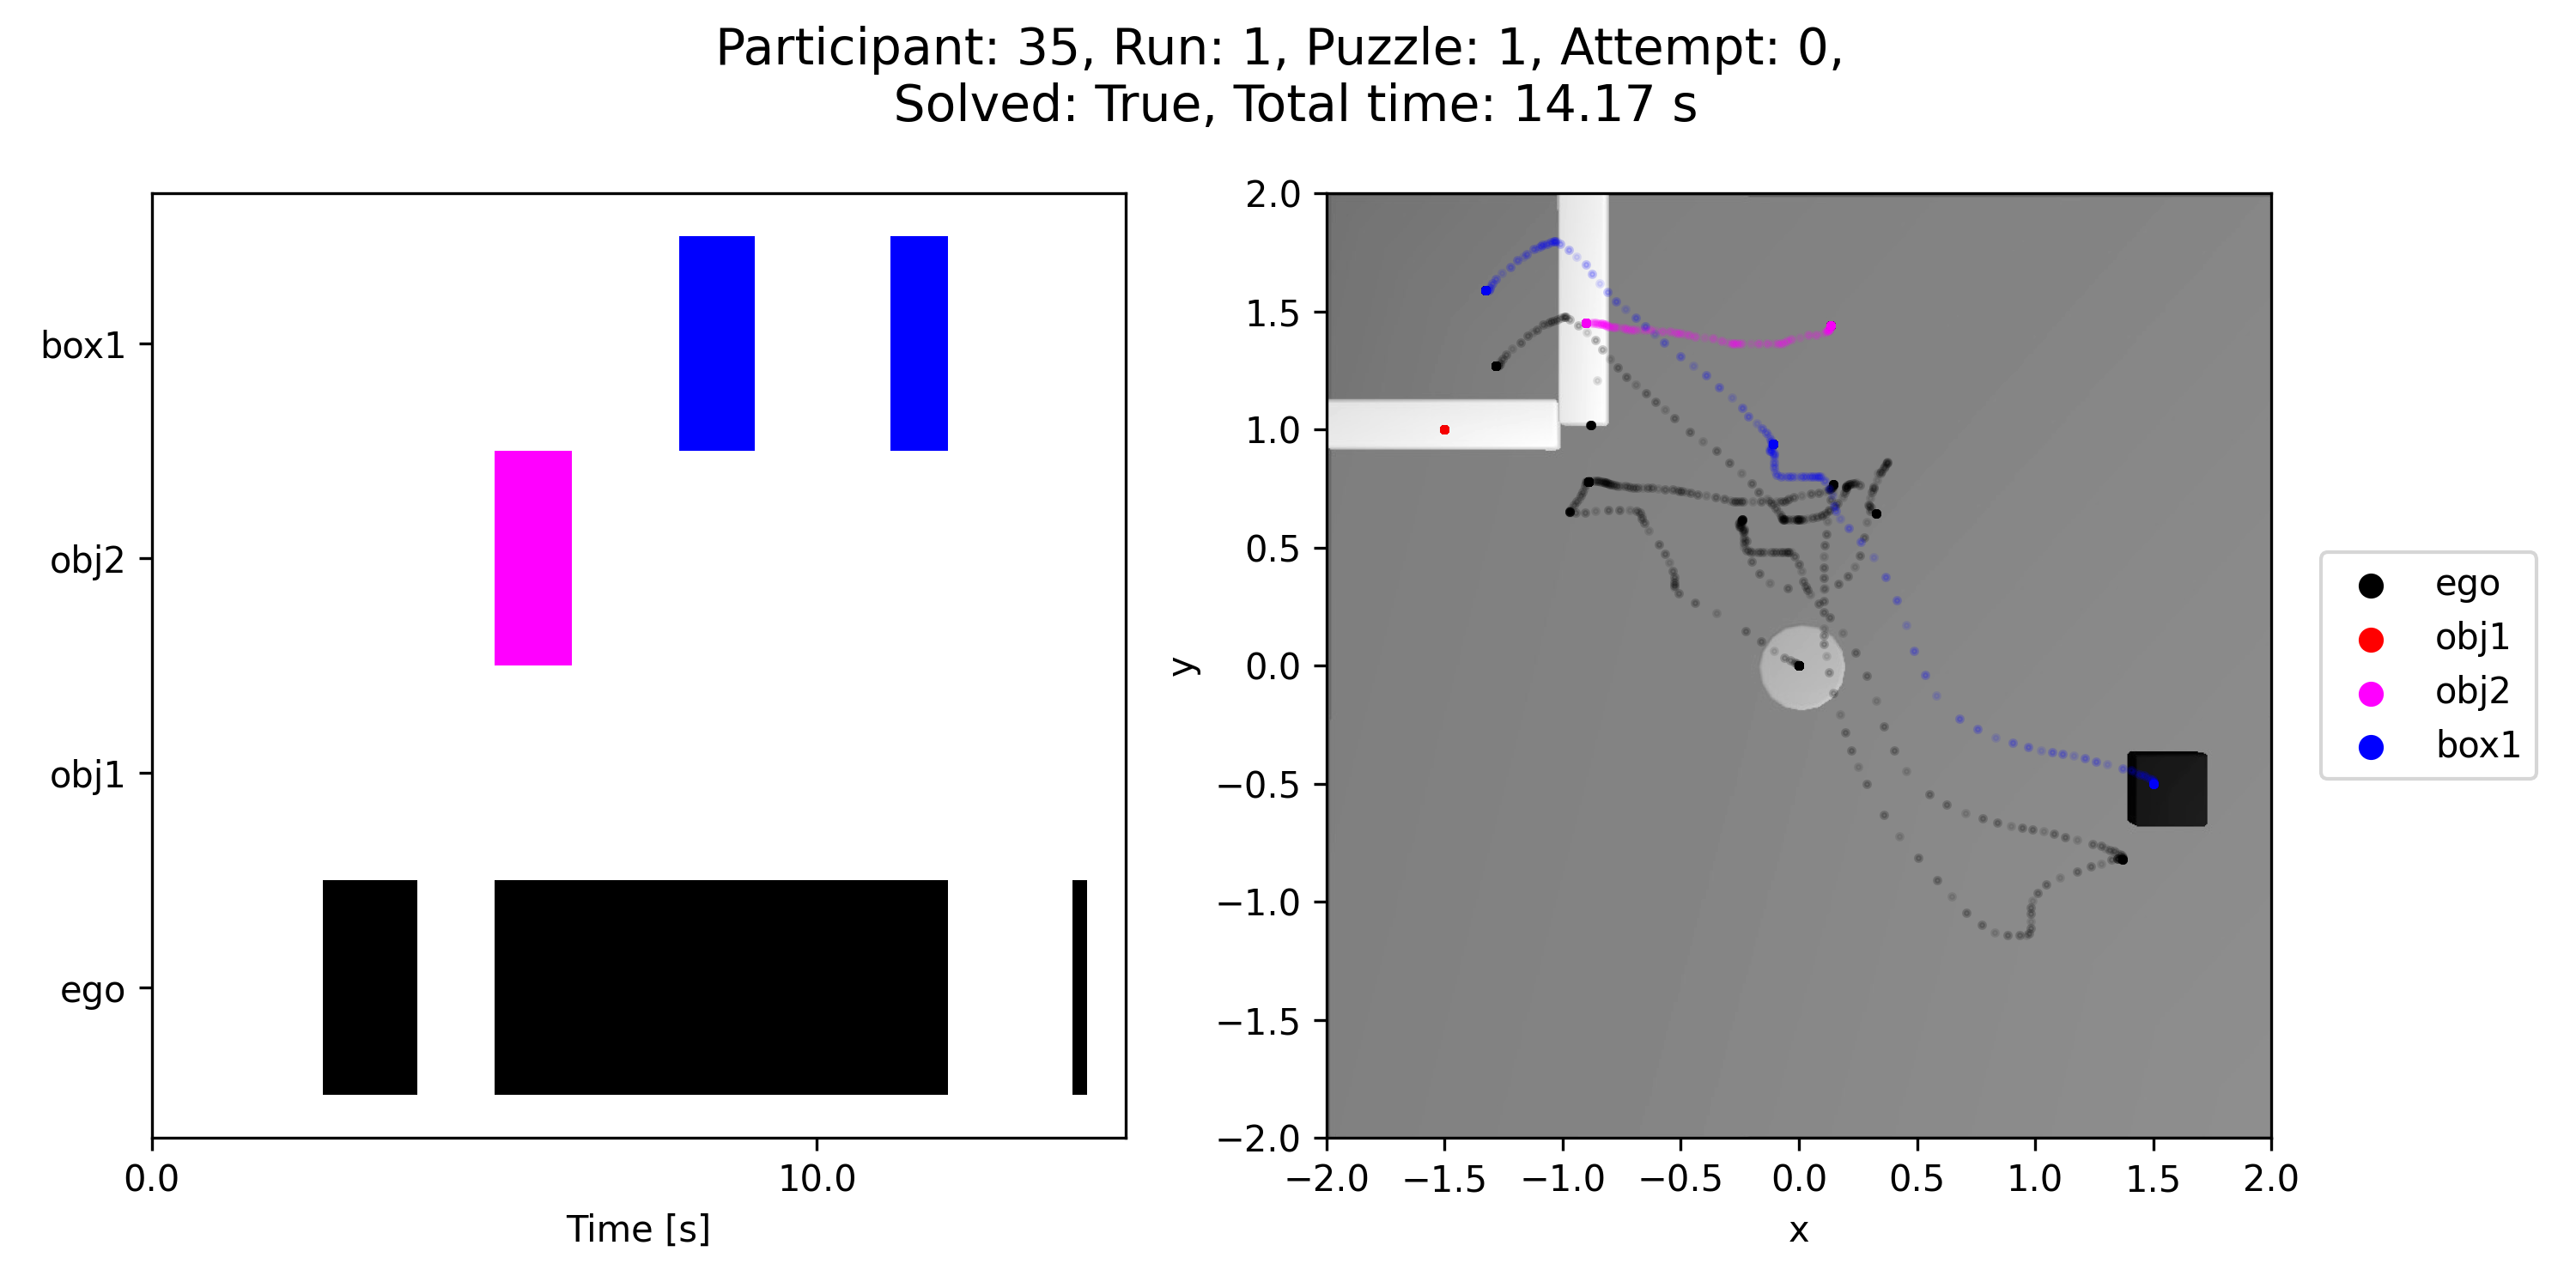 Participant: 35, Run: 1, Puzzle: 1, Attempt: 0,
Solved: True, Total time: 14.17 s
box1
obj2
obj1
ego
0.0
10.0
Time [s]
2.0
1.5
1.0
0.5
0.0
−0.5
−1.0
−1.5
−2.0
y
−2.0 −1.5 −1.0 −0.5 0.0 0.5 1.0 1.5 2.0
x
ego
obj1
obj2
box1